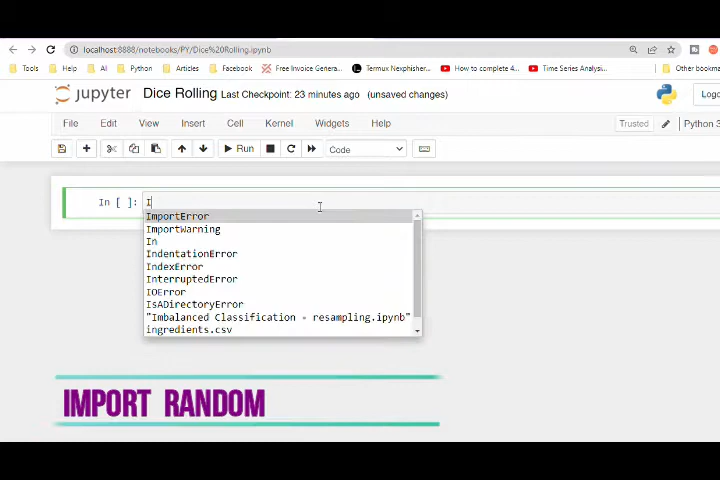 localhost:8888/notebooks/PY/Dice%20Rolling.ipynb
Tools Help AI Python Articles Facebook Free Invoice Genera... Termux Nexphisher... How to complete 4... Time Series Analysi... Other bookma
jupyter Dice Rolling Last Checkpoint: 23 minutes ago (unsaved changes) Logo
File Edit View Insert Cell Kernel Widgets Help Trusted Python 3
Run Code
In [ ]: I
ImportError
ImportWarning
In
IndentationError
IndexError
InterruptedError
IOError
IsADirectoryError
"Imbalanced Classification - resampling.ipynb"
ingredients.csv
IMPORT RANDOM